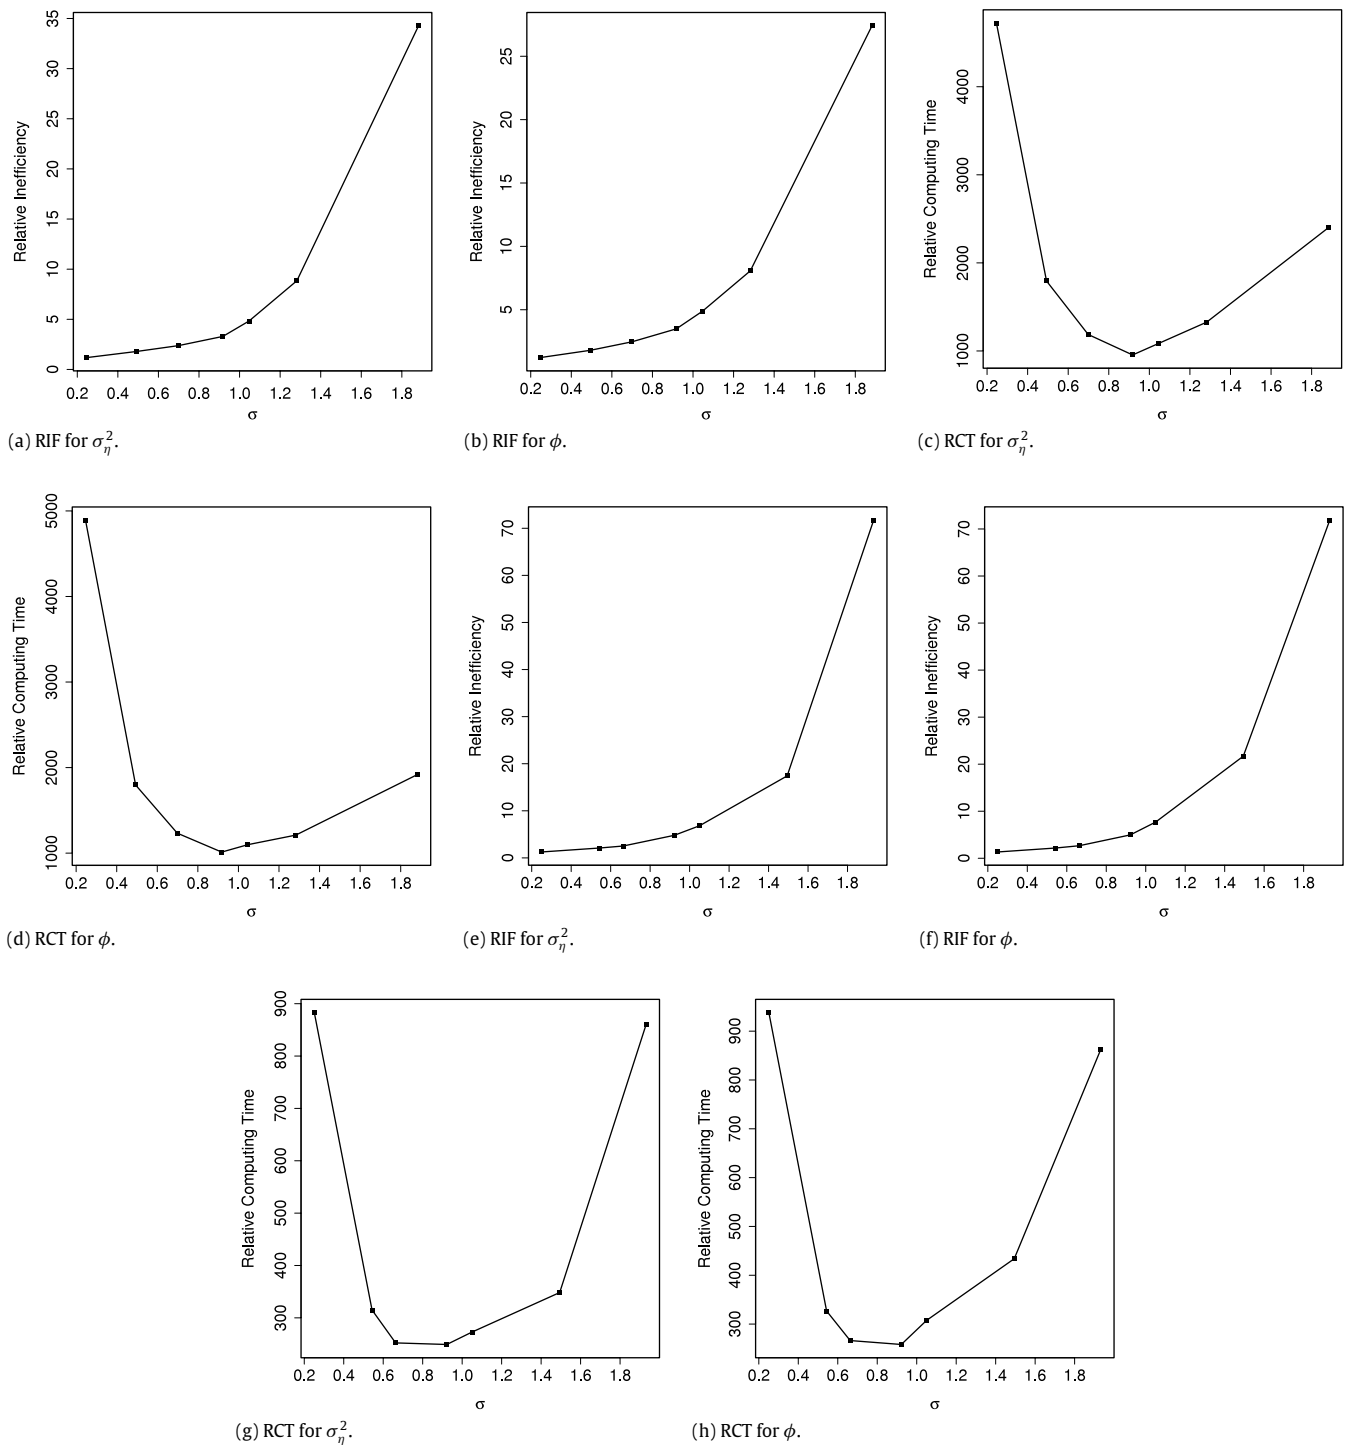 Relative Inefficiency
0 5 10 15 20 25 30 35
0.2 0.4 0.6 0.8 1.0 1.2 1.4 1.6 1.8
σ
(a) RIF for σ_η^2.
Relative Inefficiency
5 10 15 20 25
0.2 0.4 0.6 0.8 1.0 1.2 1.4 1.6 1.8
σ
(b) RIF for ϕ.
Relative Computing Time
1000 2000 3000 4000
0.2 0.4 0.6 0.8 1.0 1.2 1.4 1.6 1.8
σ
(c) RCT for σ_η^2.
Relative Computing Time
1000 2000 3000 4000 5000
0.2 0.4 0.6 0.8 1.0 1.2 1.4 1.6 1.8
σ
(d) RCT for ϕ.
Relative Inefficiency
0 10 20 30 40 50 60 70
0.2 0.4 0.6 0.8 1.0 1.2 1.4 1.6 1.8
σ
(e) RIF for σ_η^2.
Relative Inefficiency
0 10 20 30 40 50 60 70
0.2 0.4 0.6 0.8 1.0 1.2 1.4 1.6 1.8
σ
(f) RIF for ϕ.
Relative Computing Time
300 400 500 600 700 800 900
0.2 0.4 0.6 0.8 1.0 1.2 1.4 1.6 1.8
σ
(g) RCT for σ_η^2.
Relative Computing Time
300 400 500 600 700 800 900
0.2 0.4 0.6 0.8 1.0 1.2 1.4 1.6 1.8
σ
(h) RCT for ϕ.